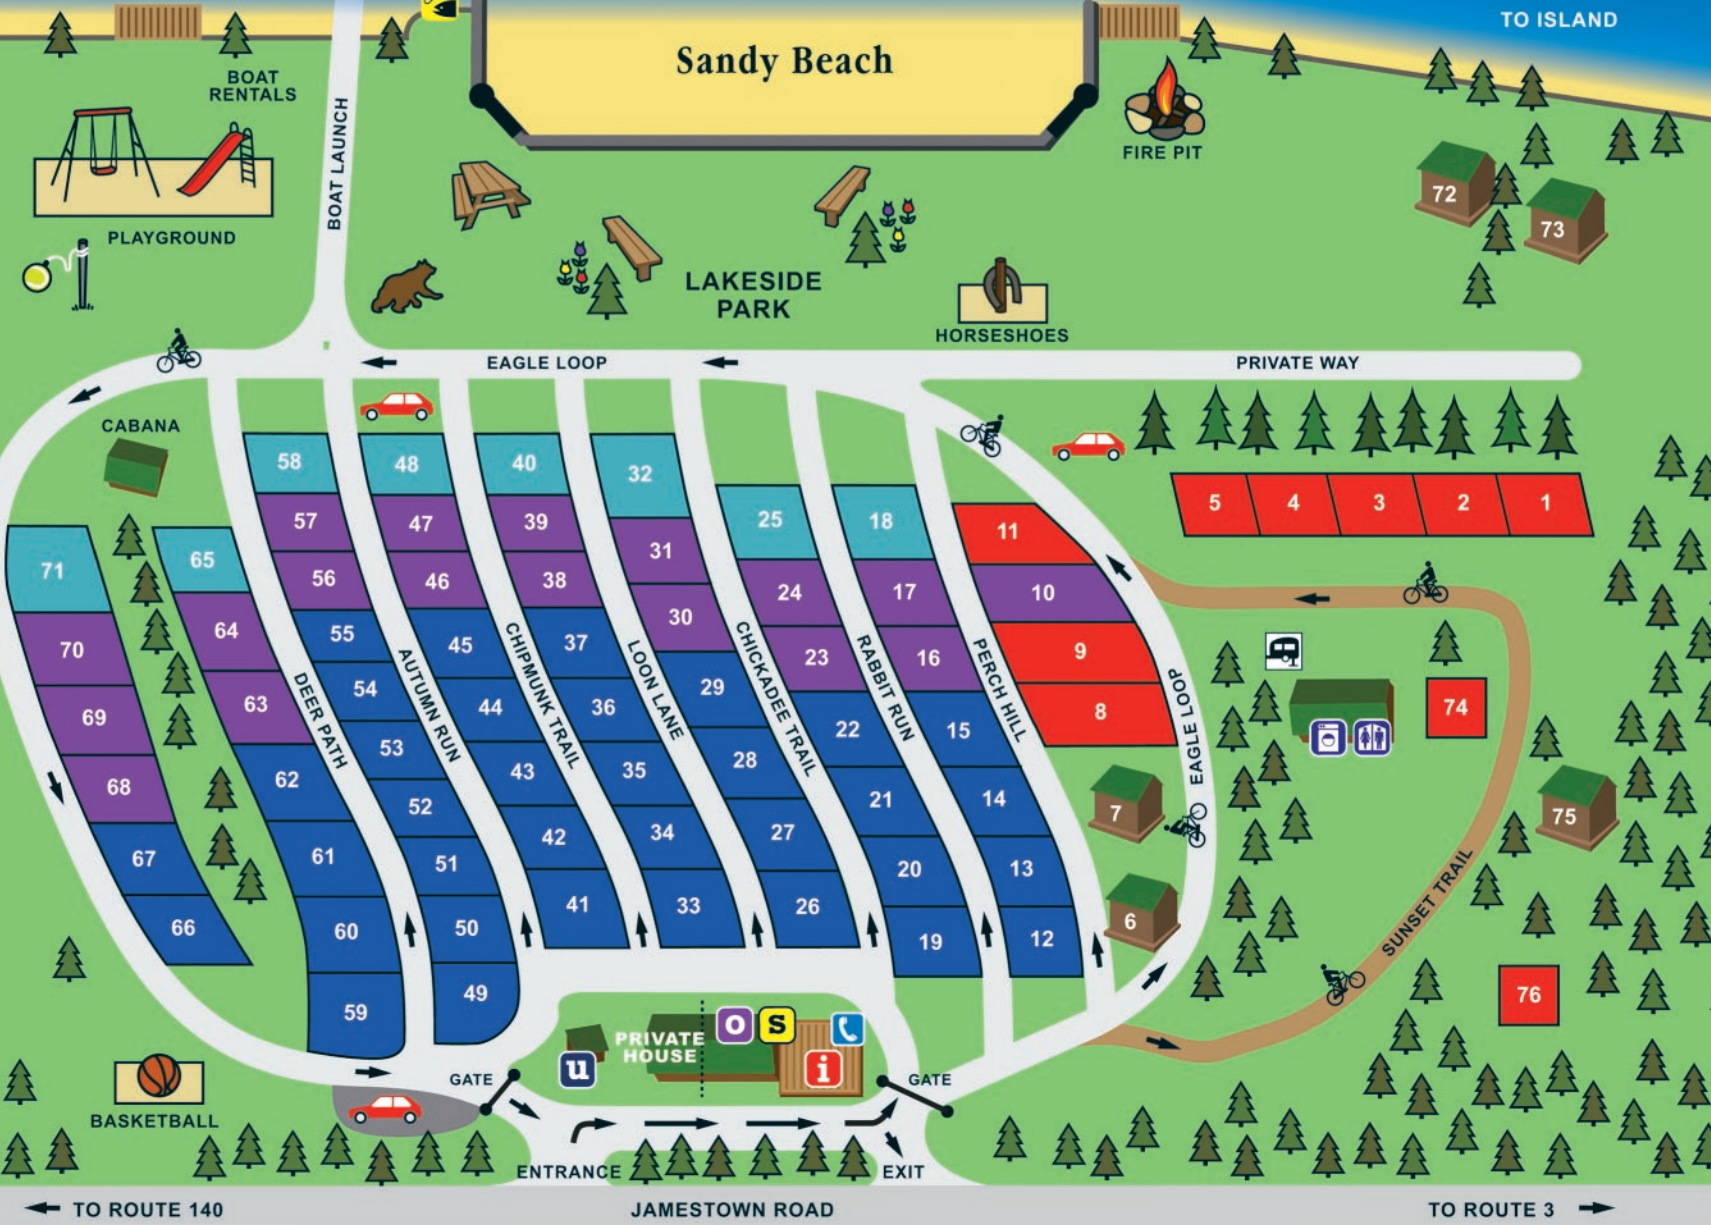 TO ISLAND
Sandy Beach
BOAT
RENTALS
BOAT LAUNCH
FIRE PIT
PLAYGROUND
72
73
LAKESIDE
PARK
HORSESHOES
EAGLE LOOP
PRIVATE WAY
CABANA
58
48
40
32
25
18
11
5
4
3
2
1
71
65
57
47
39
31
24
17
10
70
64
56
46
38
30
23
16
9
69
63
55
45
37
29
22
15
8
68
62
54
44
36
28
21
14
7
67
61
53
43
35
27
20
13
6
66
60
52
42
34
26
19
12
59
51
41
33
50
49
DEER PATH
AUTUMN RUN
CHIPMUNK TRAIL
LOON LANE
CHICKADEE TRAIL
RABBIT RUN
PERCH HILL
EAGLE LOOP
74
75
SUNSET TRAIL
76
PRIVATE
HOUSE
O
S
U
i
GATE
GATE
BASKETBALL
ENTRANCE
EXIT
TO ROUTE 140
JAMESTOWN ROAD
TO ROUTE 3